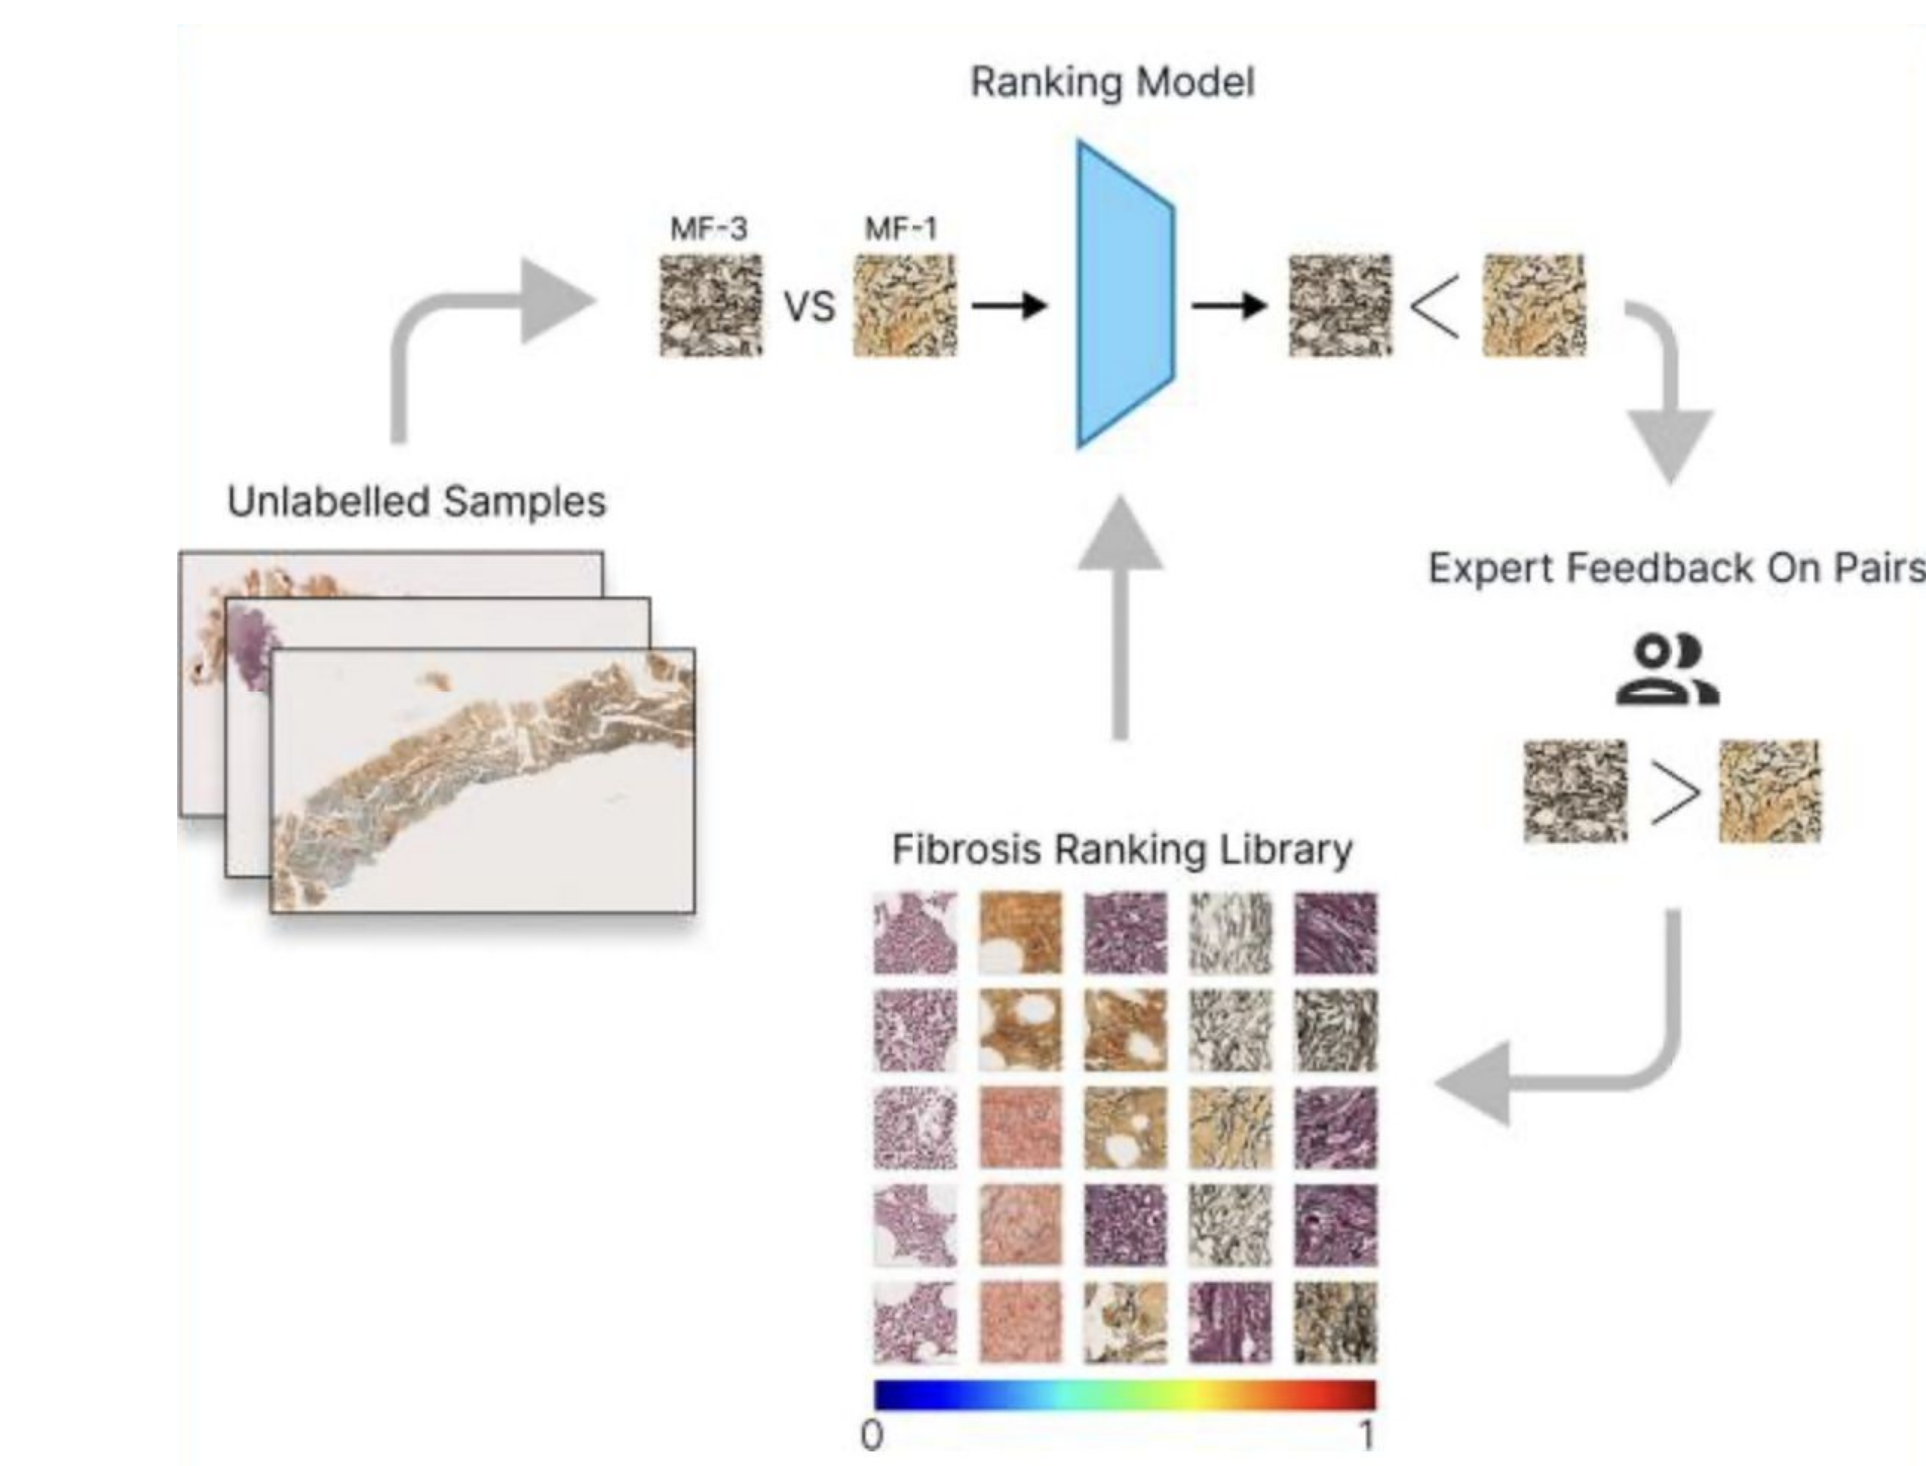 Ranking Model
MF-3
MF-1
VS
<
Unlabelled Samples
Expert Feedback On Pairs
>
Fibrosis Ranking Library
0
1